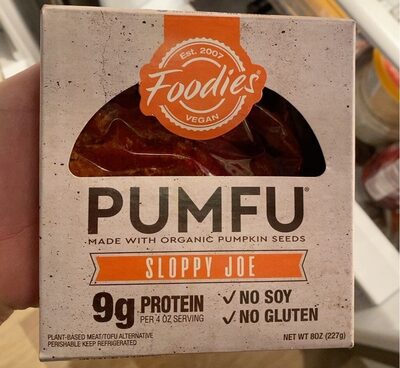 Est. 2007
Foodies
VEGAN
PUMFU®
MADE WITH ORGANIC PUMPKIN SEEDS
SLOPPY JOE
9g PROTEIN
PER 4 OZ SERVING
✓ NO SOY
✓ NO GLUTEN
PLANT-BASED MEAT/TOFU ALTERNATIVE
PERISHABLE KEEP REFRIGERATED
NET WT 8OZ (227g)